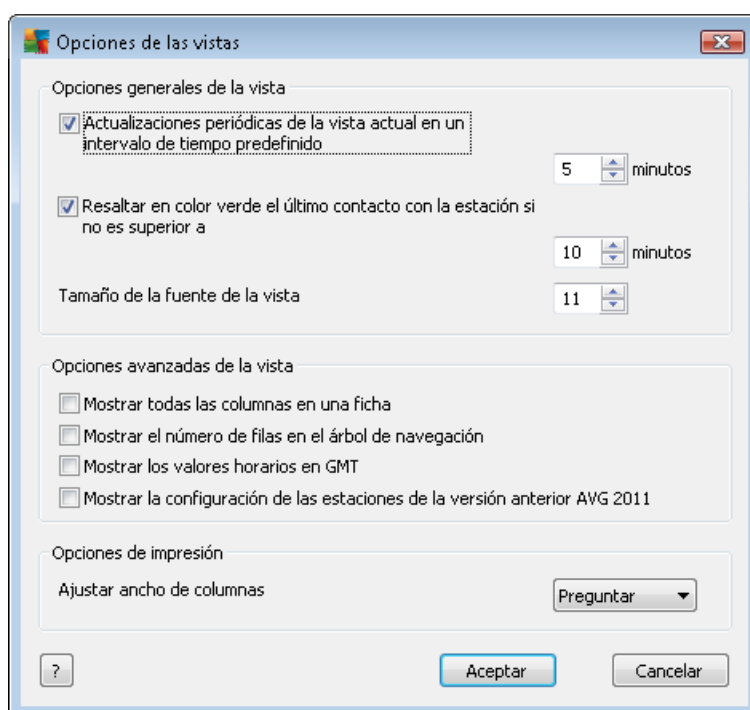 Opciones de las vistas
Opciones generales de la vista
Actualizaciones periódicas de la vista actual en un
intervalo de tiempo predefinido
5 minutos
Resaltar en color verde el último contacto con la estación si
no es superior a
10 minutos
Tamaño de la fuente de la vista 11
Opciones avanzadas de la vista
Mostrar todas las columnas en una ficha
Mostrar el número de filas en el árbol de navegación
Mostrar los valores horarios en GMT
Mostrar la configuración de las estaciones de la versión anterior AVG 2011
Opciones de impresión
Ajustar ancho de columnas Preguntar
? Aceptar Cancelar